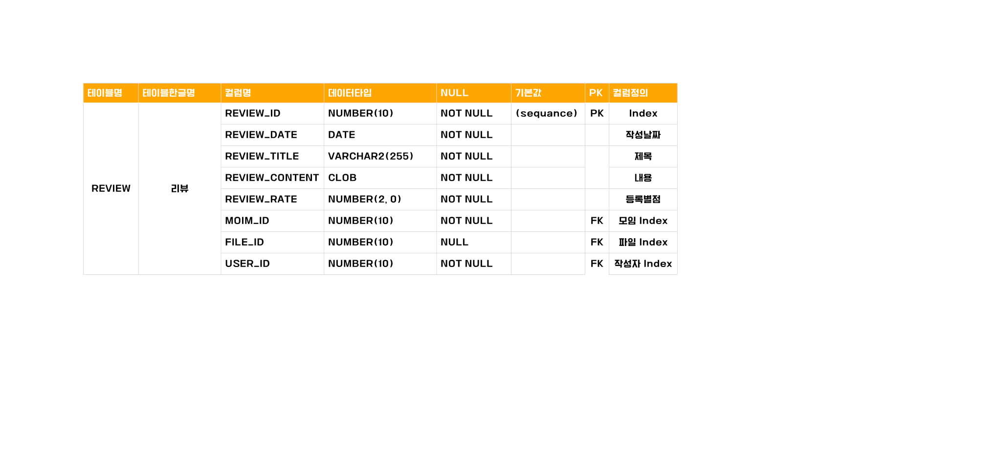 테이블명 테이블한글명 컬럼명 데이터타입 NULL 기본값 PK 컬럼정의
REVIEW_ID NUMBER(10) NOT NULL (sequance) PK Index
REVIEW_DATE DATE NOT NULL 작성날짜
REVIEW_TITLE VARCHAR2(255) NOT NULL 제목
REVIEW_CONTENT CLOB NOT NULL 내용
REVIEW 리뷰
REVIEW_RATE NUMBER(2, 0) NOT NULL 등록별점
MOIM_ID NUMBER(10) NOT NULL FK 모임 Index
FILE_ID NUMBER(10) NULL FK 파일 Index
USER_ID NUMBER(10) NOT NULL FK 작성자 Index